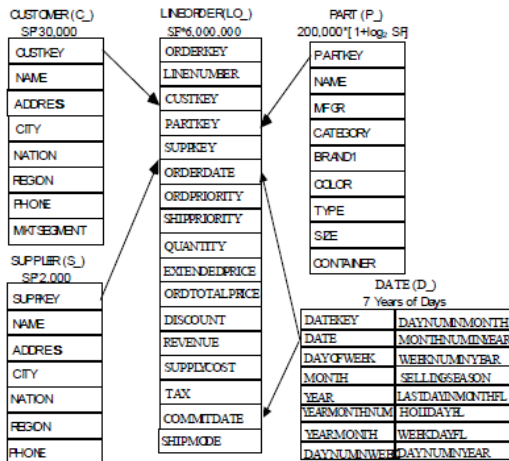 CUSTOMER (C_)
SF*30,000
CUSTKEY
NAME
ADDRESS
CITY
NATION
REGION
PHONE
MKTSEGMENT
SUPPLIER (S_)
SF*2,000
SUPPKEY
NAME
ADDRESS
CITY
NATION
REGION
PHONE
LINEORDER (LO_)
SF*6,000,000
ORDERKEY
LINENUMBER
CUSTKEY
PARTKEY
SUPPKEY
ORDERDATE
ORDPRIORITY
SHIPPRIORITY
QUANTITY
EXTENDEDPRICE
ORDTOTALPRICE
DISCOUNT
REVENUE
SUPPLYCOST
TAX
COMMITDATE
SHIPMODE
PART (P_)
200,000*[1+log₂ SF]
PARTKEY
NAME
MFGR
CATEGORY
BRAND1
COLOR
TYPE
SIZE
CONTAINER
DATE (D_)
7 Years of Days
DATEKEY DAYNUMINMONTH
DATE MONTHNUMINYEAR
DAYOFWEEK WEEKNUMINYEAR
MONTH SELLINGSEASON
YEAR LASTDAYINMONTHFL
YEARMONTHNUM HOLIDAYFL
YEARMONTH WEEKDAYFL
DAYNUMINWEEK DAYNUMINYEAR